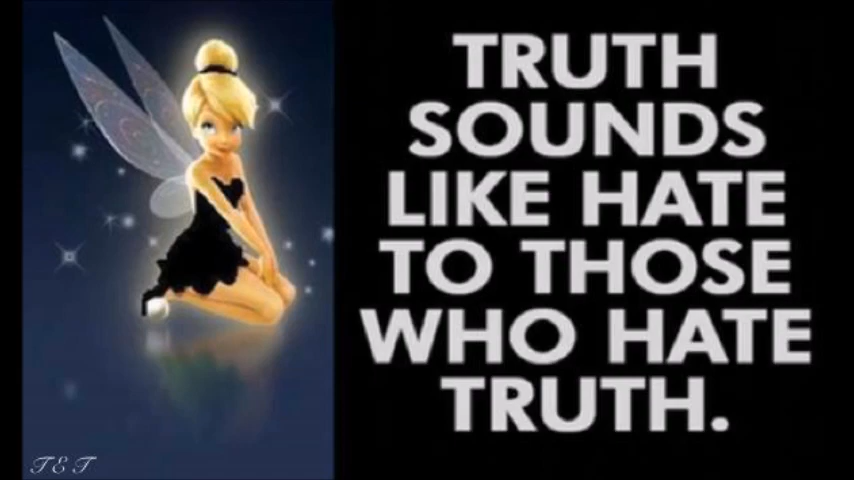 TRUTH
SOUNDS
LIKE HATE
TO THOSE
WHO HATE
TRUTH.
T E T